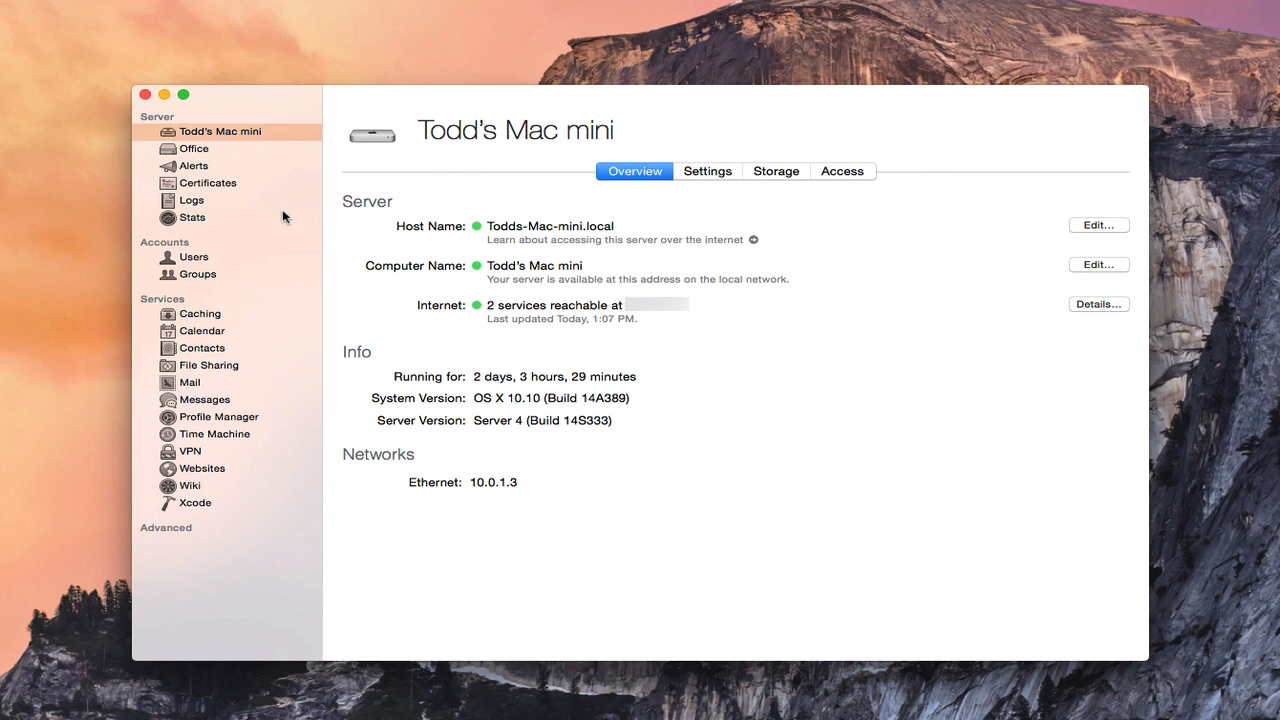 Server
Todd's Mac mini
Office
Alerts
Certificates
Logs
Stats
Accounts
Users
Groups
Services
Caching
Calendar
Contacts
File Sharing
Mail
Messages
Profile Manager
Time Machine
VPN
Websites
Wiki
Xcode
Advanced
Todd's Mac mini
Overview Settings Storage Access
Server
Host Name: Todds-Mac-mini.local Edit...
Learn about accessing this server over the internet
Computer Name: Todd's Mac mini Edit...
Your server is available at this address on the local network.
Internet: 2 services reachable at Details...
Last updated Today, 1:07 PM.
Info
Running for: 2 days, 3 hours, 29 minutes
System Version: OS X 10.10 (Build 14A389)
Server Version: Server 4 (Build 14S333)
Networks
Ethernet: 10.0.1.3